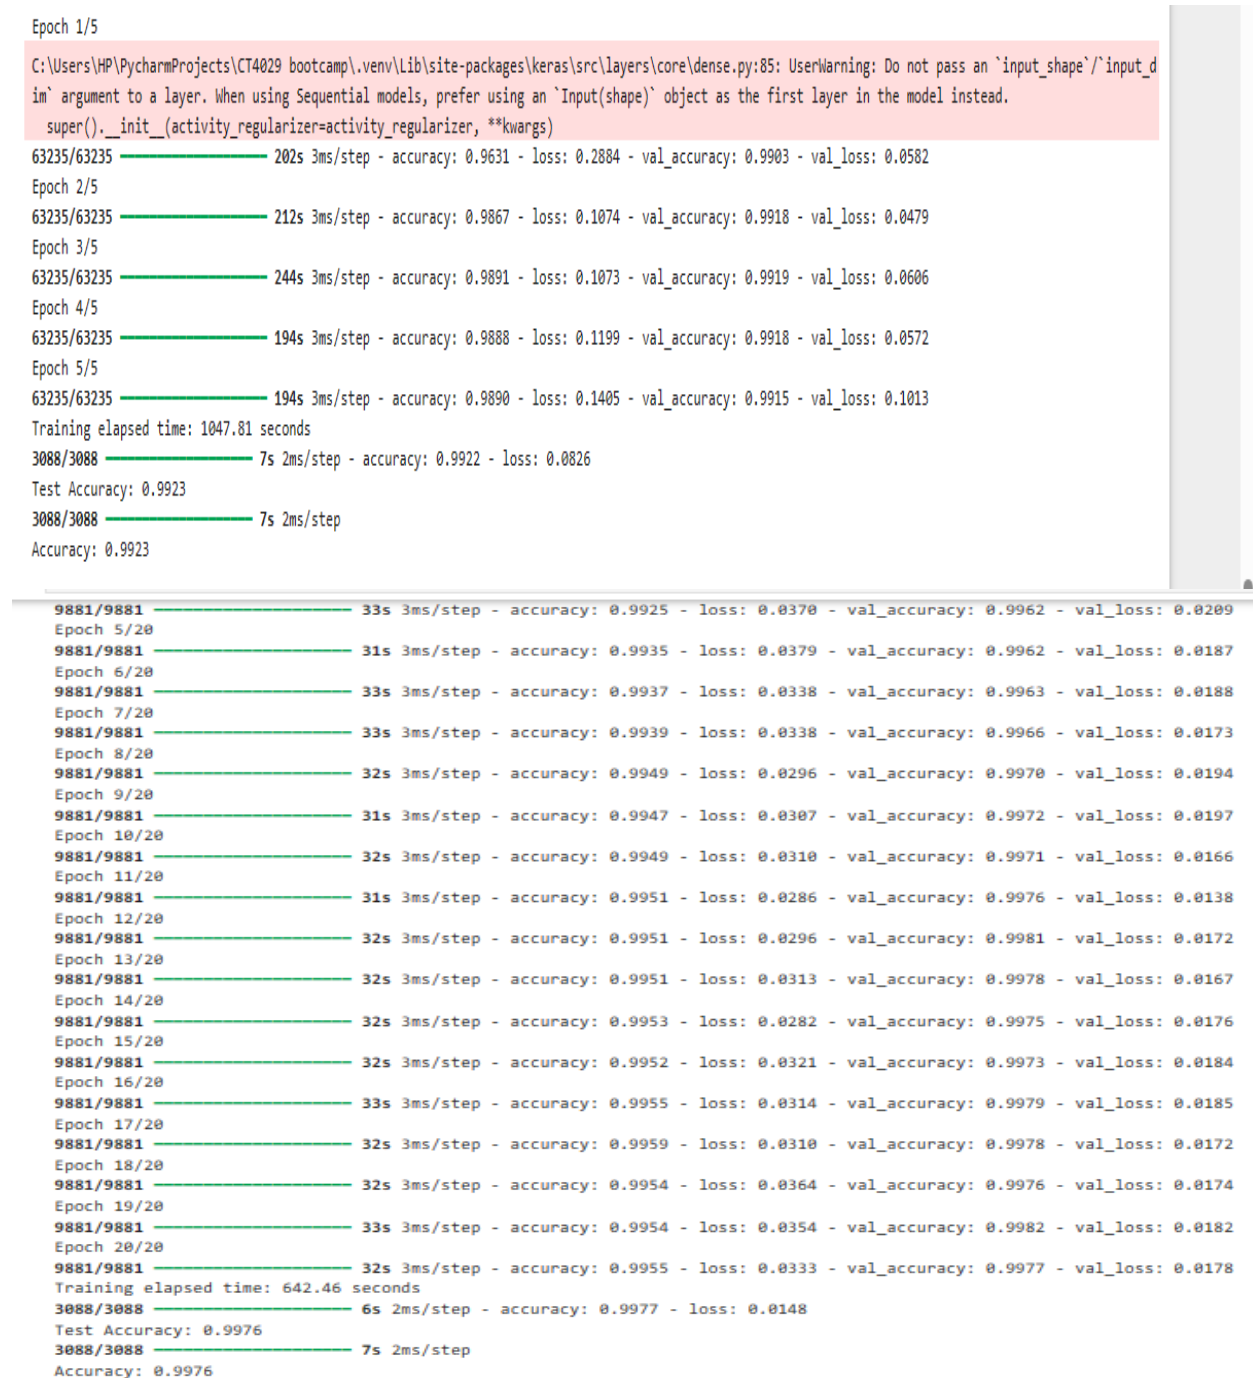 Epoch 1/5
C:\Users\HP\PycharmProjects\CT4029 bootcamp\.venv\Lib\site-packages\keras\src\layers\core\dense.py:85: UserWarning: Do not pass an `input_shape`/`input_d
im` argument to a layer. When using Sequential models, prefer using an `Input(shape)` object as the first layer in the model instead.
super().__init__(activity_regularizer=activity_regularizer, **kwargs)
63235/63235 ━━━━━━━━━━━━━━━━━━━━ 202s 3ms/step - accuracy: 0.9631 - loss: 0.2884 - val_accuracy: 0.9903 - val_loss: 0.0582
Epoch 2/5
63235/63235 ━━━━━━━━━━━━━━━━━━━━ 212s 3ms/step - accuracy: 0.9867 - loss: 0.1074 - val_accuracy: 0.9918 - val_loss: 0.0479
Epoch 3/5
63235/63235 ━━━━━━━━━━━━━━━━━━━━ 244s 3ms/step - accuracy: 0.9891 - loss: 0.1073 - val_accuracy: 0.9919 - val_loss: 0.0606
Epoch 4/5
63235/63235 ━━━━━━━━━━━━━━━━━━━━ 194s 3ms/step - accuracy: 0.9888 - loss: 0.1199 - val_accuracy: 0.9918 - val_loss: 0.0572
Epoch 5/5
63235/63235 ━━━━━━━━━━━━━━━━━━━━ 194s 3ms/step - accuracy: 0.9890 - loss: 0.1405 - val_accuracy: 0.9915 - val_loss: 0.1013
Training elapsed time: 1047.81 seconds
3088/3088 ━━━━━━━━━━━━━━━━━━━━ 7s 2ms/step - accuracy: 0.9922 - loss: 0.0826
Test Accuracy: 0.9923
3088/3088 ━━━━━━━━━━━━━━━━━━━━ 7s 2ms/step
Accuracy: 0.9923
9881/9881 ━━━━━━━━━━━━━━━━━━━━ 33s 3ms/step - accuracy: 0.9925 - loss: 0.0370 - val_accuracy: 0.9962 - val_loss: 0.0209
Epoch 5/20
9881/9881 ━━━━━━━━━━━━━━━━━━━━ 31s 3ms/step - accuracy: 0.9935 - loss: 0.0379 - val_accuracy: 0.9962 - val_loss: 0.0187
Epoch 6/20
9881/9881 ━━━━━━━━━━━━━━━━━━━━ 33s 3ms/step - accuracy: 0.9937 - loss: 0.0338 - val_accuracy: 0.9963 - val_loss: 0.0188
Epoch 7/20
9881/9881 ━━━━━━━━━━━━━━━━━━━━ 33s 3ms/step - accuracy: 0.9939 - loss: 0.0338 - val_accuracy: 0.9966 - val_loss: 0.0173
Epoch 8/20
9881/9881 ━━━━━━━━━━━━━━━━━━━━ 32s 3ms/step - accuracy: 0.9949 - loss: 0.0296 - val_accuracy: 0.9970 - val_loss: 0.0194
Epoch 9/20
9881/9881 ━━━━━━━━━━━━━━━━━━━━ 31s 3ms/step - accuracy: 0.9947 - loss: 0.0307 - val_accuracy: 0.9972 - val_loss: 0.0197
Epoch 10/20
9881/9881 ━━━━━━━━━━━━━━━━━━━━ 32s 3ms/step - accuracy: 0.9949 - loss: 0.0310 - val_accuracy: 0.9971 - val_loss: 0.0166
Epoch 11/20
9881/9881 ━━━━━━━━━━━━━━━━━━━━ 31s 3ms/step - accuracy: 0.9951 - loss: 0.0286 - val_accuracy: 0.9976 - val_loss: 0.0138
Epoch 12/20
9881/9881 ━━━━━━━━━━━━━━━━━━━━ 32s 3ms/step - accuracy: 0.9951 - loss: 0.0296 - val_accuracy: 0.9981 - val_loss: 0.0172
Epoch 13/20
9881/9881 ━━━━━━━━━━━━━━━━━━━━ 32s 3ms/step - accuracy: 0.9951 - loss: 0.0313 - val_accuracy: 0.9978 - val_loss: 0.0167
Epoch 14/20
9881/9881 ━━━━━━━━━━━━━━━━━━━━ 32s 3ms/step - accuracy: 0.9953 - loss: 0.0282 - val_accuracy: 0.9975 - val_loss: 0.0176
Epoch 15/20
9881/9881 ━━━━━━━━━━━━━━━━━━━━ 32s 3ms/step - accuracy: 0.9952 - loss: 0.0321 - val_accuracy: 0.9973 - val_loss: 0.0184
Epoch 16/20
9881/9881 ━━━━━━━━━━━━━━━━━━━━ 33s 3ms/step - accuracy: 0.9955 - loss: 0.0314 - val_accuracy: 0.9979 - val_loss: 0.0185
Epoch 17/20
9881/9881 ━━━━━━━━━━━━━━━━━━━━ 32s 3ms/step - accuracy: 0.9959 - loss: 0.0310 - val_accuracy: 0.9978 - val_loss: 0.0172
Epoch 18/20
9881/9881 ━━━━━━━━━━━━━━━━━━━━ 32s 3ms/step - accuracy: 0.9954 - loss: 0.0364 - val_accuracy: 0.9976 - val_loss: 0.0174
Epoch 19/20
9881/9881 ━━━━━━━━━━━━━━━━━━━━ 33s 3ms/step - accuracy: 0.9954 - loss: 0.0354 - val_accuracy: 0.9982 - val_loss: 0.0182
Epoch 20/20
9881/9881 ━━━━━━━━━━━━━━━━━━━━ 32s 3ms/step - accuracy: 0.9955 - loss: 0.0333 - val_accuracy: 0.9977 - val_loss: 0.0178
Training elapsed time: 642.46 seconds
3088/3088 ━━━━━━━━━━━━━━━━━━━━ 6s 2ms/step - accuracy: 0.9977 - loss: 0.0148
Test Accuracy: 0.9976
3088/3088 ━━━━━━━━━━━━━━━━━━━━ 7s 2ms/step
Accuracy: 0.9976